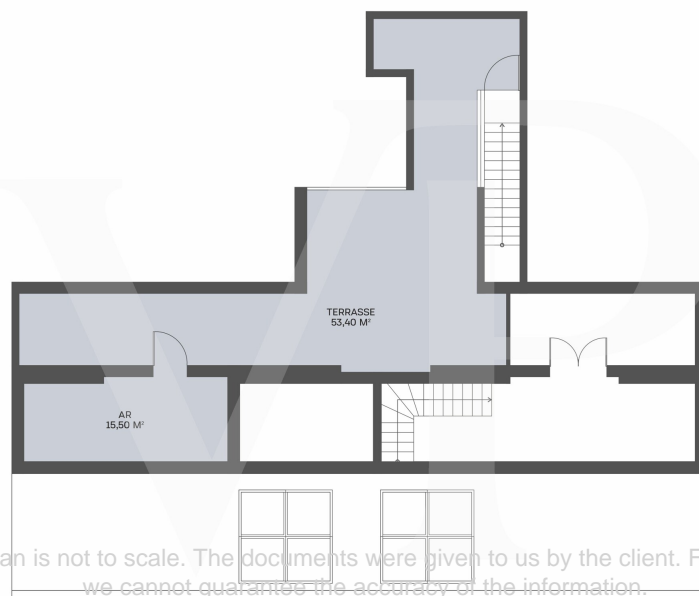 TERRASSE
53,40 M²
AR
15,50 M²
an is not to scale. The documents were given to us by the client. F
we cannot guarantee the accuracy of the information.